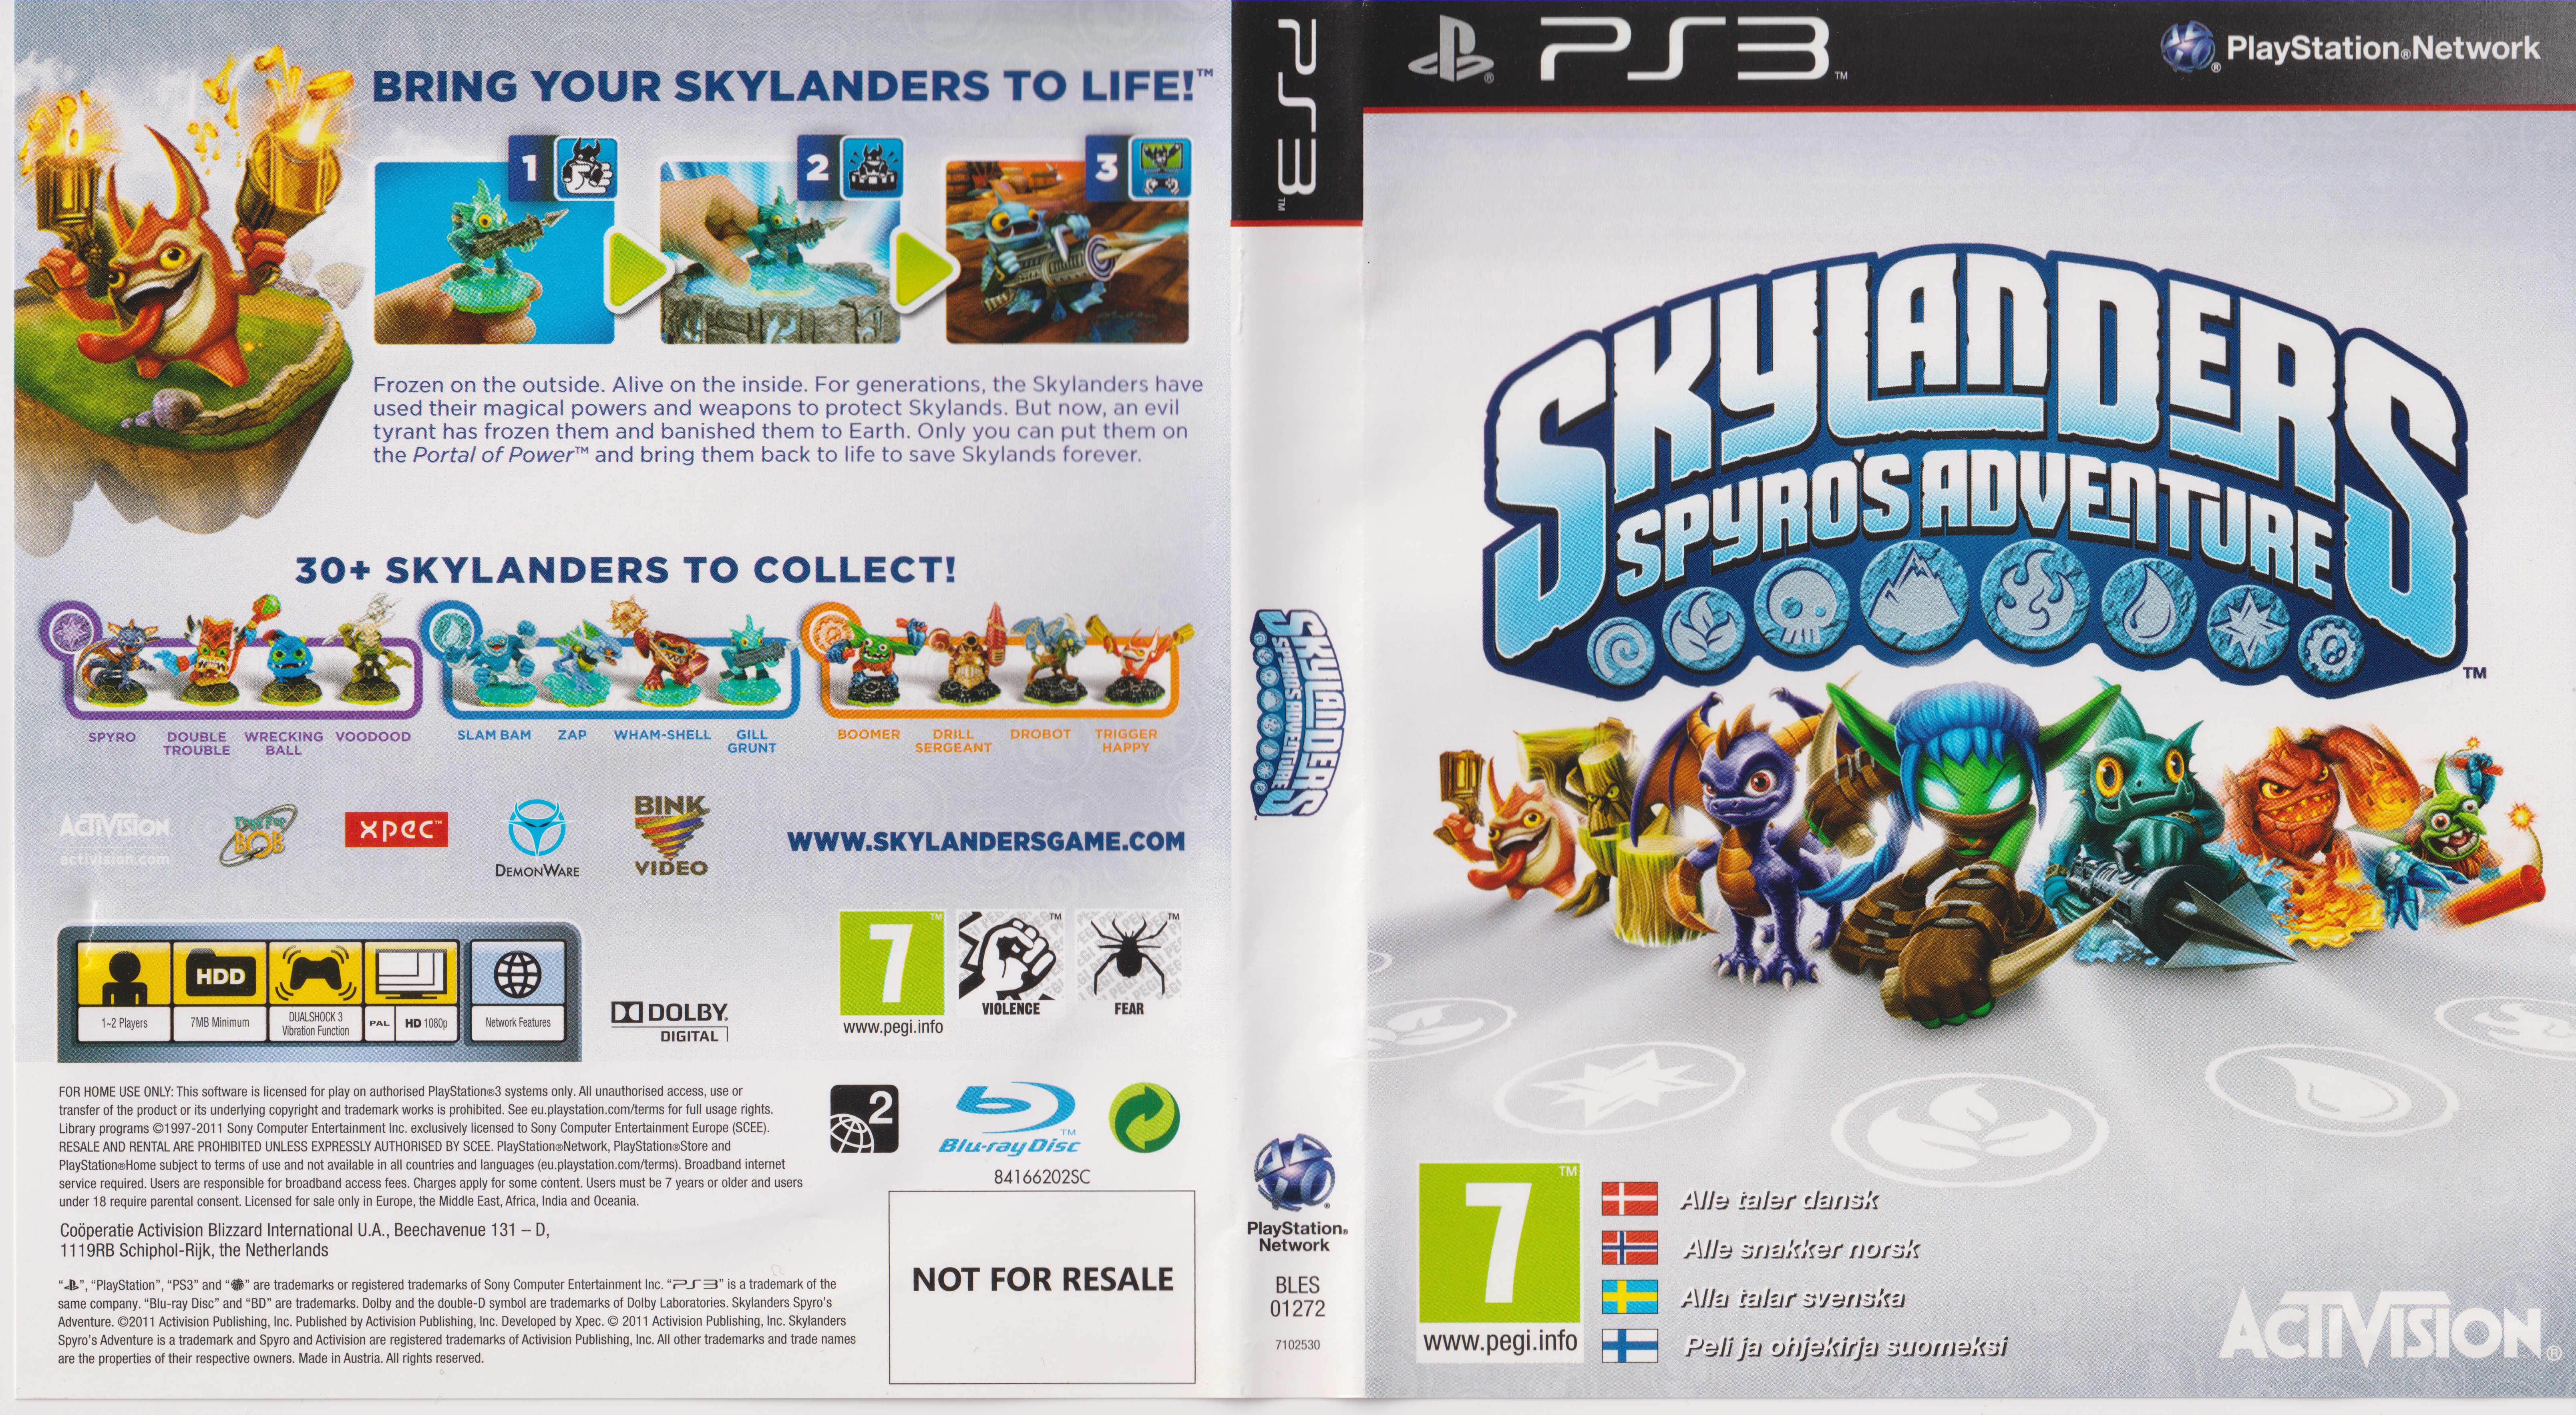 BRING YOUR SKYLANDERS TO LIFE!™
1
2
3
Frozen on the outside. Alive on the inside. For generations, the Skylanders have
used their magical powers and weapons to protect Skylands. But now, an evil
tyrant has frozen them and banished them to Earth. Only you can put them on
the Portal of Power™ and bring them back to life to save Skylands forever.
30+ SKYLANDERS TO COLLECT!
SPYRO
DOUBLE
TROUBLE
WRECKING
BALL
VOODOOD
SLAM BAM
ZAP
WHAM-SHELL
GILL
GRUNT
BOOMER
DRILL
SERGEANT
DROBOT
TRIGGER
HAPPY
ACTIVISION.
activision.com
TOYS FOR
BOB
xpec™
DEMONWARE
BINK
VIDEO
WWW.SKYLANDERSGAME.COM
1~2 Players
HDD
7MB Minimum
DUALSHOCK 3
Vibration Function
PAL
HD 1080p
Network Features
DOLBY
DIGITAL
7™
www.pegi.info
VIOLENCE
FEAR
FOR HOME USE ONLY: This software is licensed for play on authorised PlayStation®3 systems only. All unauthorised access, use or
transfer of the product or its underlying copyright and trademark works is prohibited. See eu.playstation.com/terms for full usage rights.
Library programs ©1997-2011 Sony Computer Entertainment Inc. exclusively licensed to Sony Computer Entertainment Europe (SCEE).
RESALE AND RENTAL ARE PROHIBITED UNLESS EXPRESSLY AUTHORISED BY SCEE. PlayStation®Network, PlayStation®Store and
PlayStation®Home subject to terms of use and not available in all countries and languages (eu.playstation.com/terms). Broadband internet
service required. Users are responsible for broadband access fees. Charges apply for some content. Users must be 7 years or older and users
under 18 require parental consent. Licensed for sale only in Europe, the Middle East, Africa, India and Oceania.
Coöperatie Activision Blizzard International U.A., Beechavenue 131 – D,
1119RB Schiphol-Rijk, the Netherlands
“ ”, “PlayStation”, “PS3” and “ ” are trademarks or registered trademarks of Sony Computer Entertainment Inc. “PS3” is a trademark of the
same company. “Blu-ray Disc” and “BD” are trademarks. Dolby and the double-D symbol are trademarks of Dolby Laboratories. Skylanders Spyro’s
Adventure. ©2011 Activision Publishing, Inc. Published by Activision Publishing, Inc. Developed by Xpec. © 2011 Activision Publishing, Inc. Skylanders
Spyro’s Adventure is a trademark and Spyro and Activision are registered trademarks of Activision Publishing, Inc. All other trademarks and trade names
are the properties of their respective owners. Made in Austria. All rights reserved.
2
Blu-ray Disc™
84166202SC
NOT FOR RESALE
PS3™
SKYLANDERS
SPYRO'S ADVENTURE
PlayStation®
Network
BLES
01272
7102530
PS3™
PlayStation®Network
SKYLANDERS
SPYRO'S ADVENTURE
™
7™
www.pegi.info
Alle taler dansk
Alle snakker norsk
Alla talar svenska
Peli ja ohjekirja suomeksi
ACTIVISION®